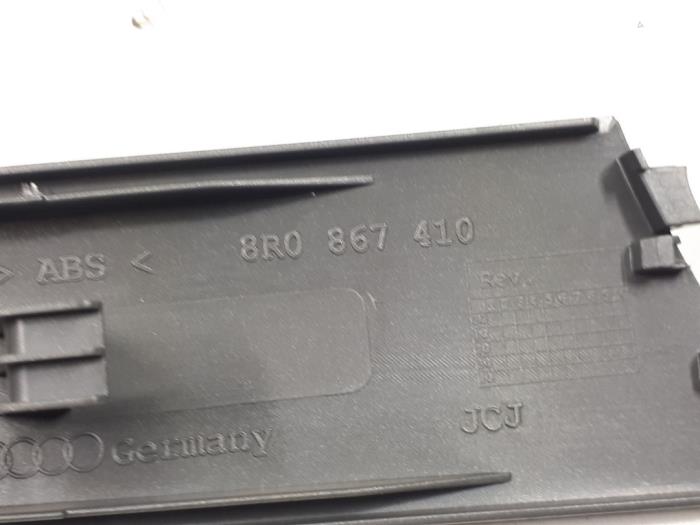 8R0 867 410
> ABS <
Rev.
JCJ
Germany